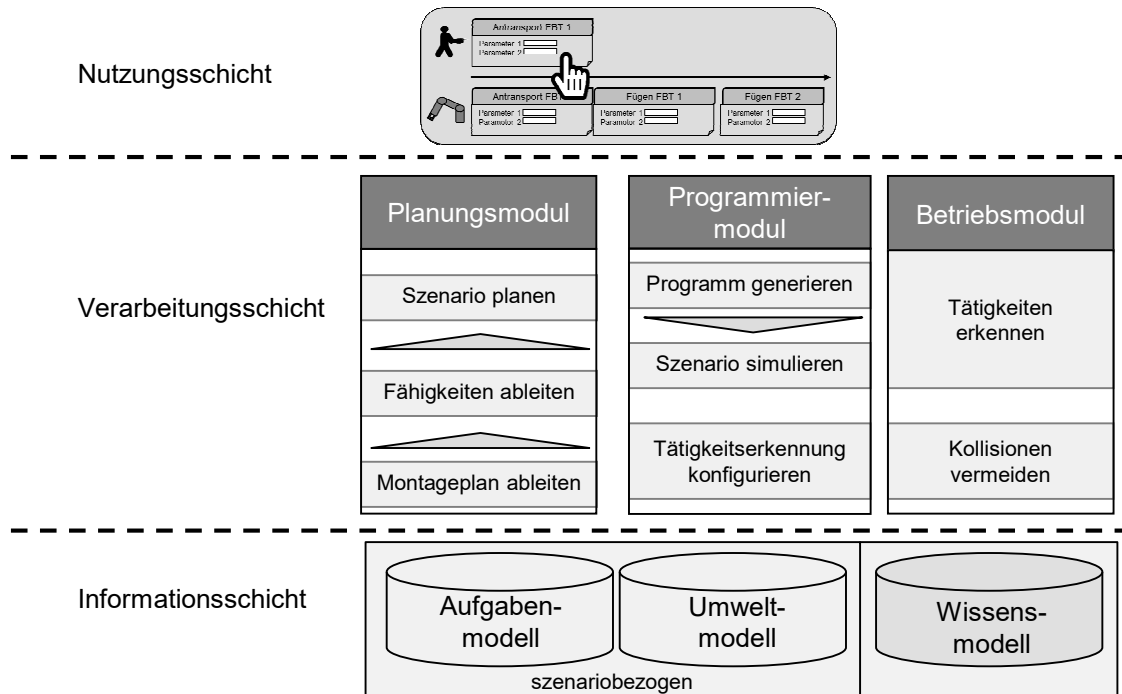 Antransport FBT 1
Parameter 1
Parameter 2
Nutzungsschicht
Antransport FBT
Fügen FBT 1
Fügen FBT 2
Parameter 1
Parameter 2
Parameter 1
Parameter 2
Parameter 1
Parameter 2
Planungsmodul
Programmier-
modul
Betriebsmodul
Verarbeitungsschicht
Szenario planen
Fähigkeiten ableiten
Montageplan ableiten
Programm generieren
Szenario simulieren
Tätigkeitserkennung
konfigurieren
Tätigkeiten
erkennen
Kollisionen
vermeiden
Informationsschicht
Aufgaben-
modell
Umwelt-
modell
Wissens-
modell
szenariobezogen